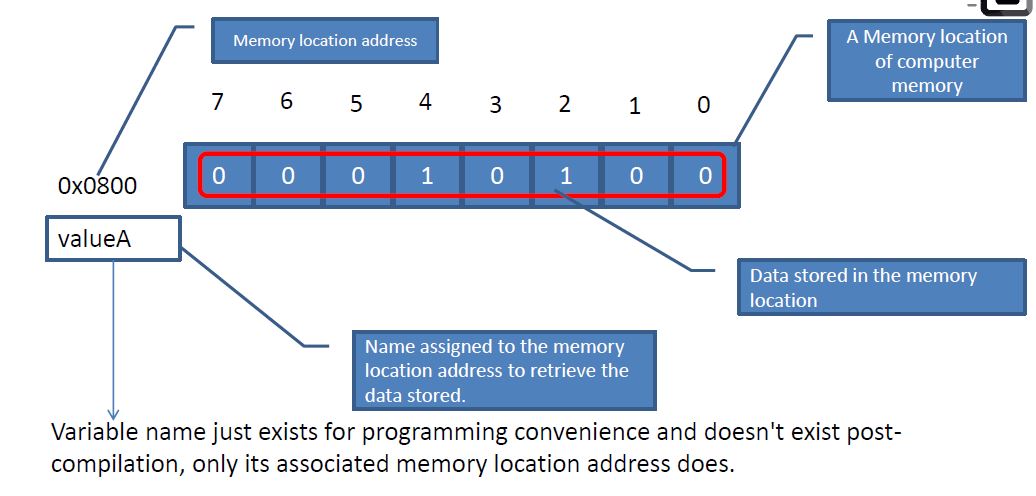 Memory location address
A Memory location
of computer
memory
7 6 5 4 3 2 1 0
0x0800
0 0 0 1 0 1 0 0
valueA
Data stored in the memory
location
Name assigned to the memory
location address to retrieve the
data stored.
Variable name just exists for programming convenience and doesn't exist post-
compilation, only its associated memory location address does.